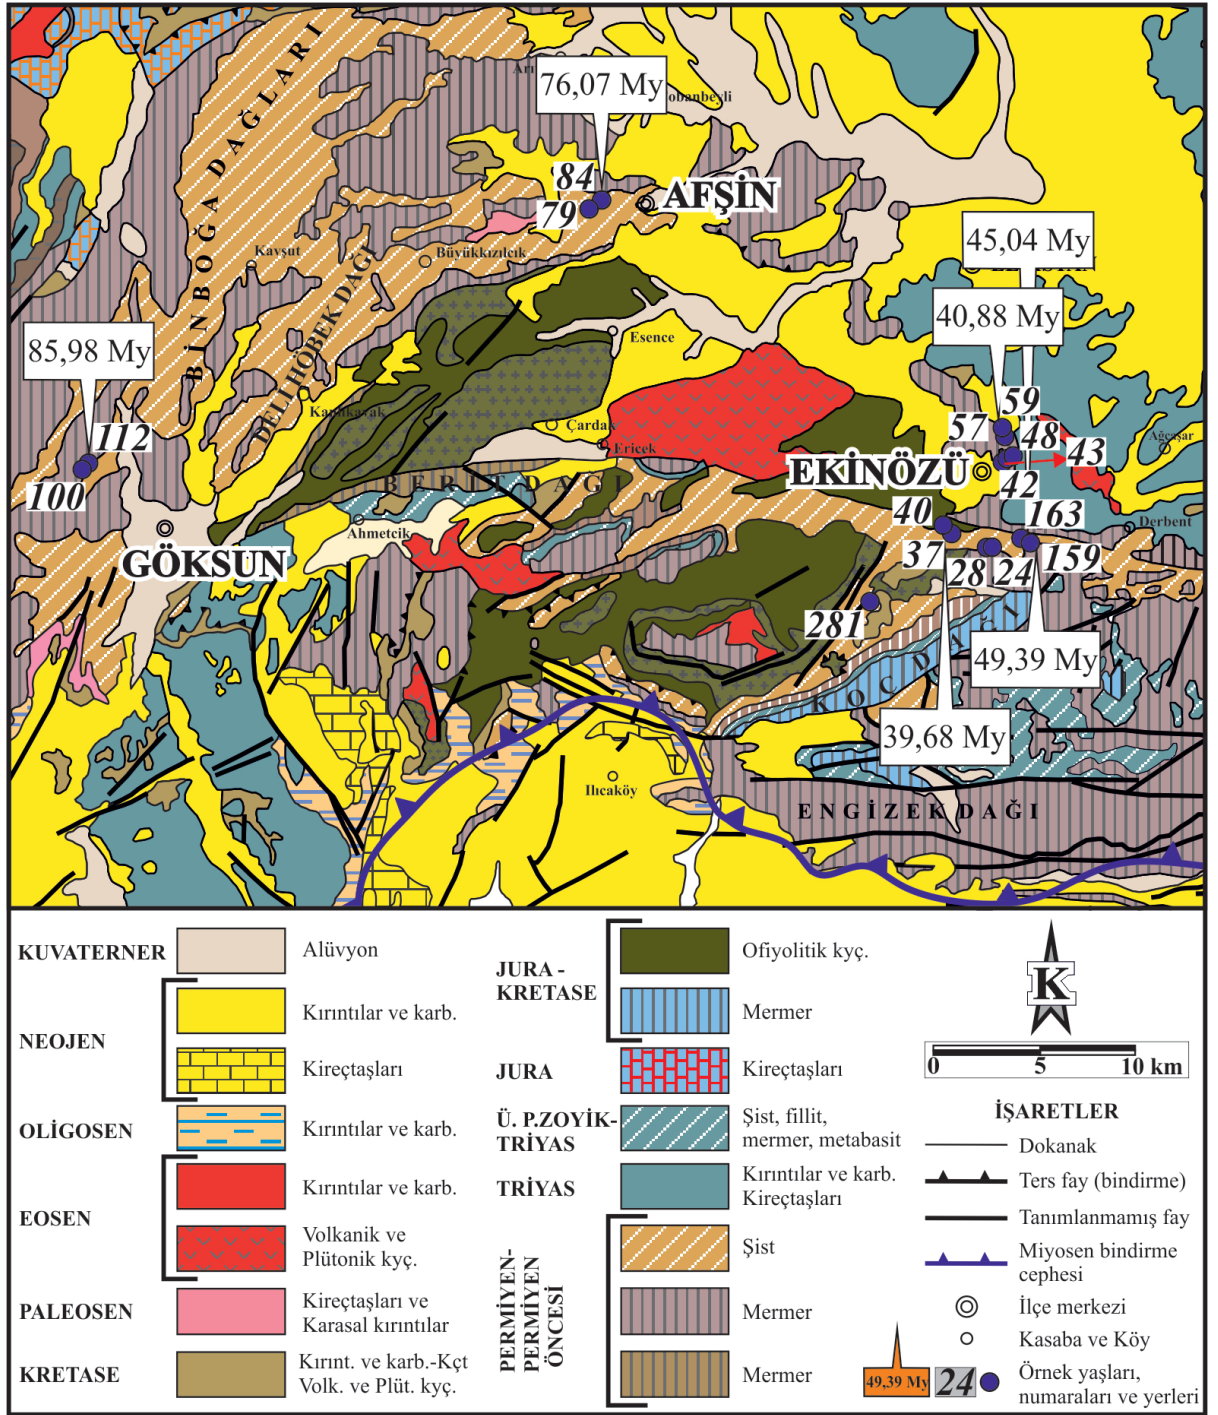 76,07 My
obanbeyli
84
79
AFŞİN
BİNBOĞA DAĞLARI
Kavşut
Büyükkızılcık
DELİ HÖBEK DAĞI
45,04 My
40,88 My
85,98 My
Esence
112
100
Çardak
Ericek
59
57
48
43
42
Ağcaşar
EKİNÖZÜ
BERİT DAĞI
Ahmetcik
GÖKSUN
40
37
28
24
163
159
Derbent
281
49,39 My
KOÇ DAĞI
39,68 My
Ilıcaköy
ENGİZEK DAĞI
KUVATERNER
Alüvyon
NEOJEN
Kırıntılar ve karb.
Kireçtaşları
OLİGOSEN
Kırıntılar ve karb.
EOSEN
Kırıntılar ve karb.
Volkanik ve
Plütonik kyç.
PALEOSEN
Kireçtaşları ve
Karasal kırıntılar
KRETASE
Kırınt. ve karb.-Kçt
Volk. ve Plüt. kyç.
JURA -
KRETASE
Ofiyolitik kyç.
Mermer
JURA
Kireçtaşları
Ü. P.ZOYİK-
TRİYAS
Şist, fillit,
mermer, metabasit
TRİYAS
Kırıntılar ve karb.
Kireçtaşları
PERMİYEN-
PERMİYEN
ÖNCESİ
Şist
Mermer
Mermer
K
0 5 10 km
İŞARETLER
Dokanak
Ters fay (bindirme)
Tanımlanmamış fay
Miyosen bindirme
cephesi
İlçe merkezi
Kasaba ve Köy
49,39 My 24 Örnek yaşları,
numaraları ve yerleri